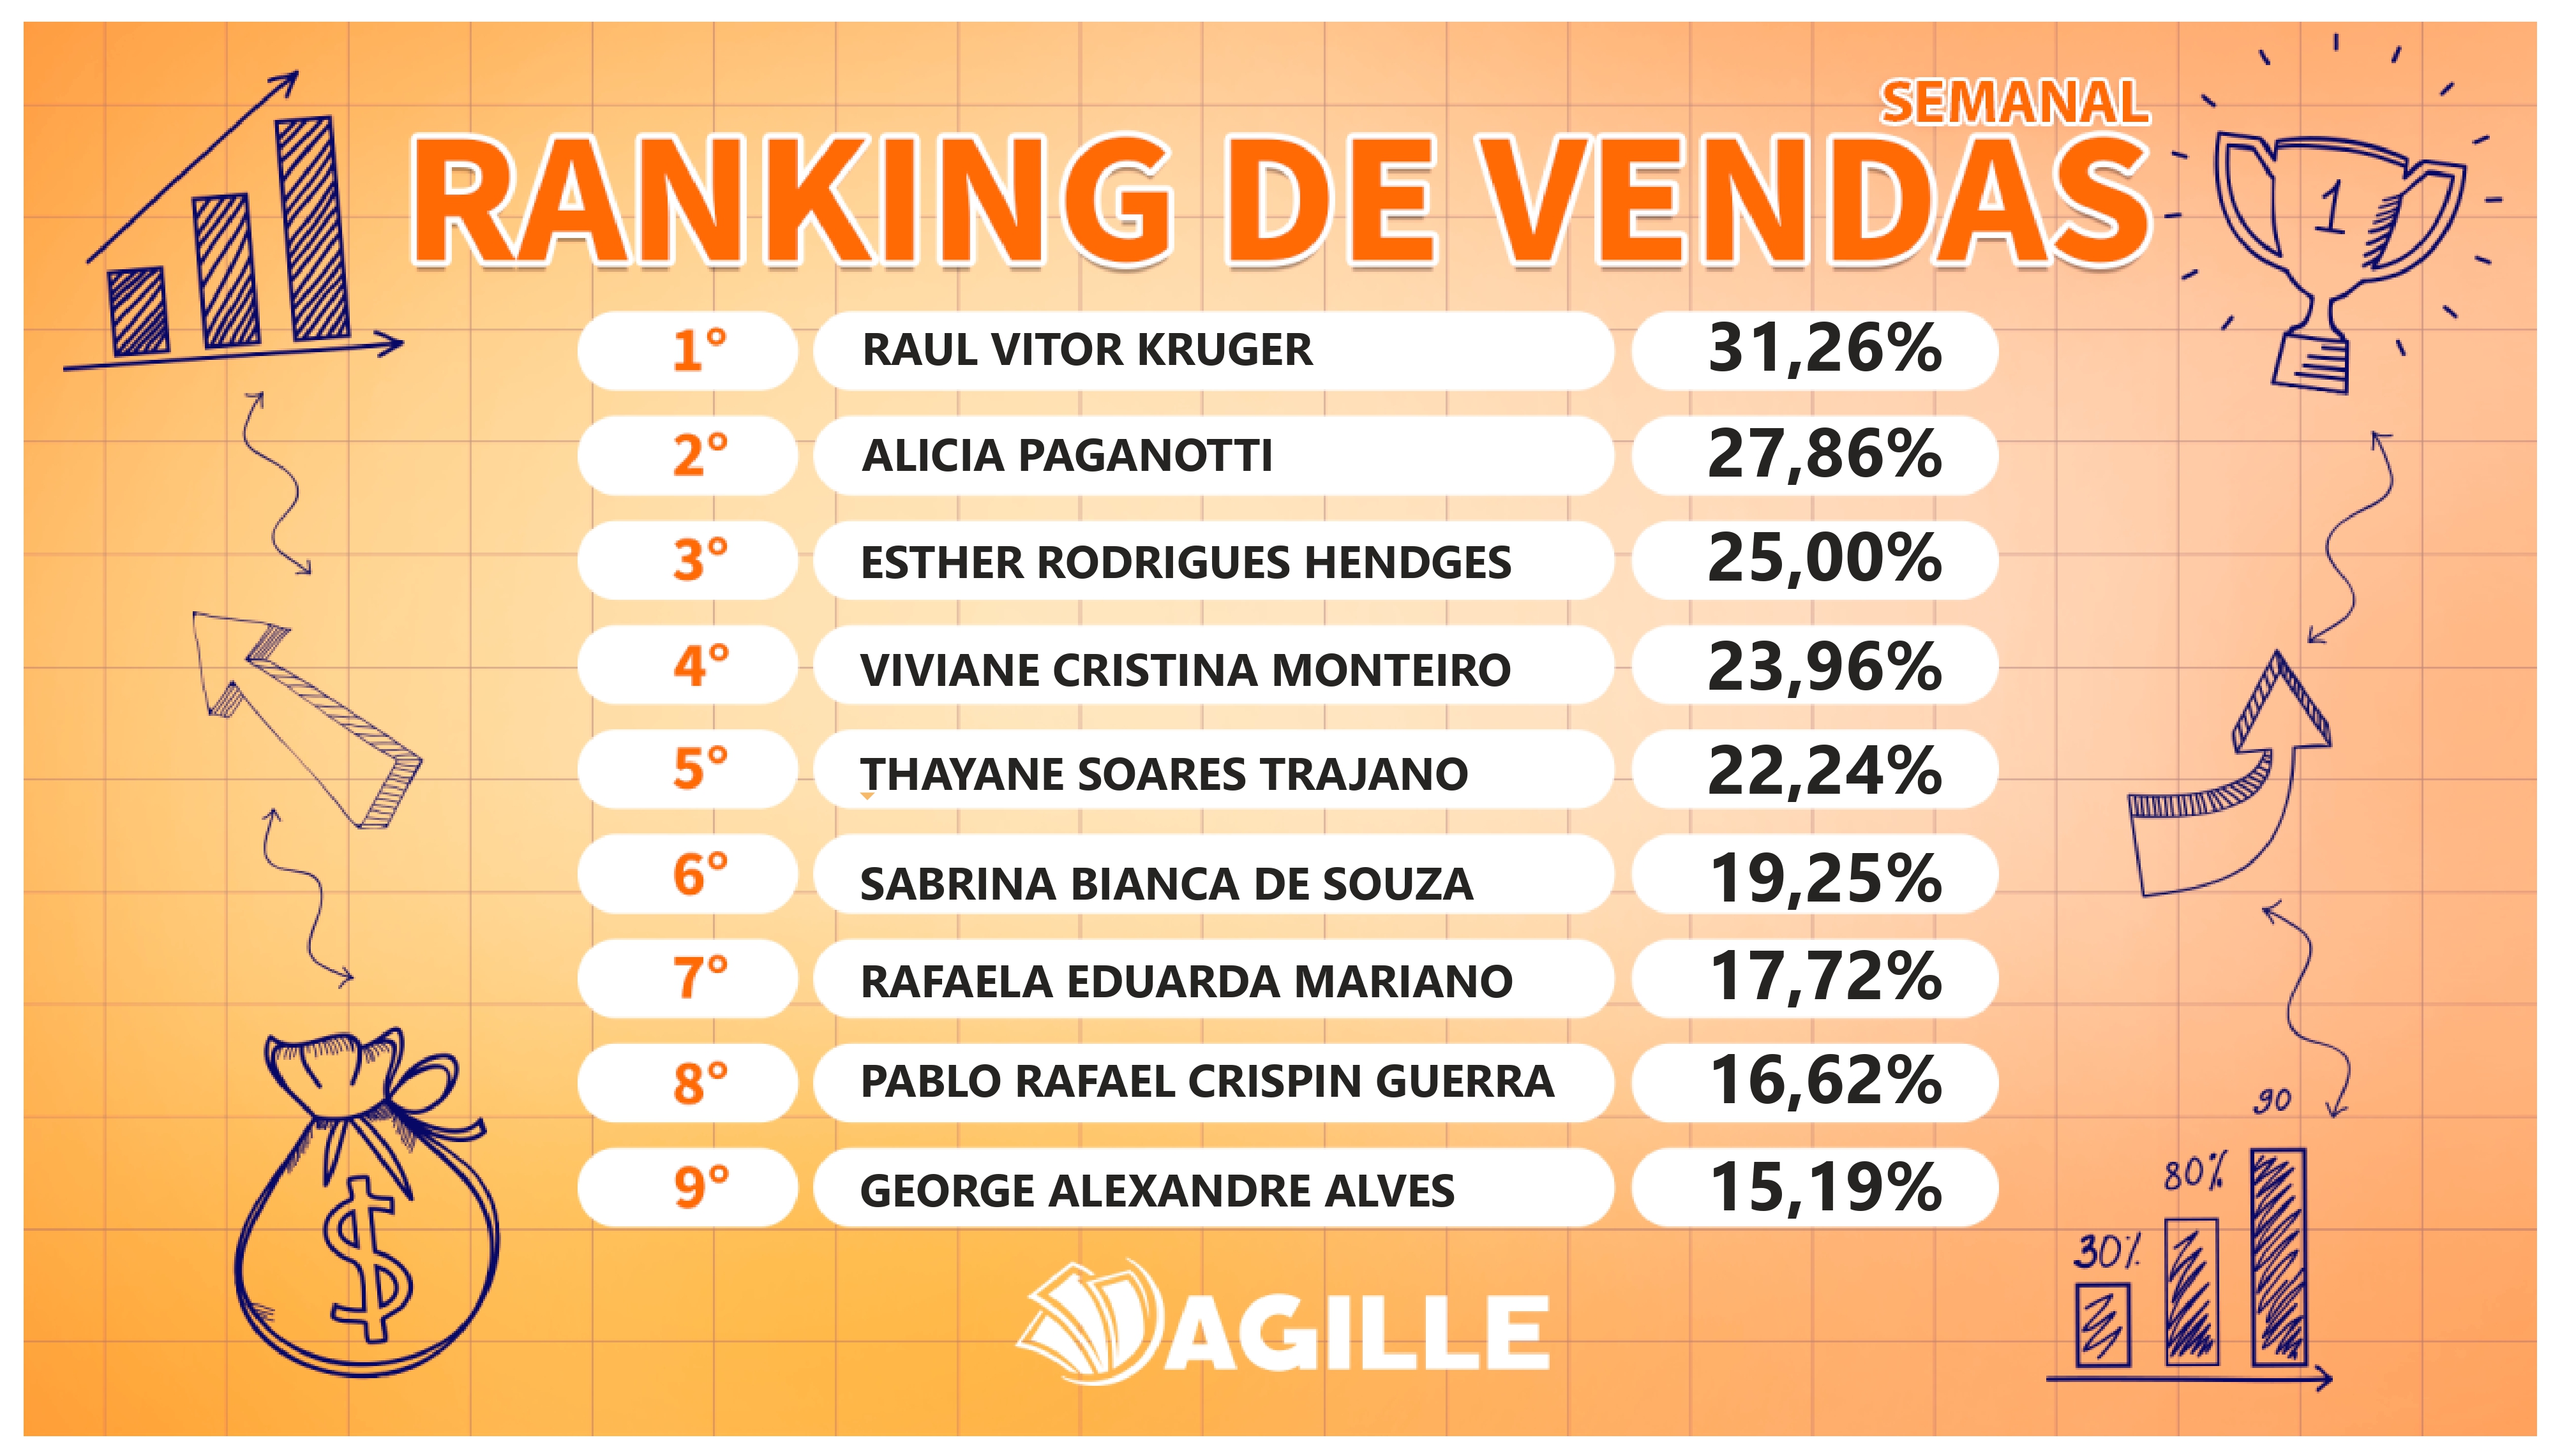 SEMANAL
RANKING DE VENDAS
1
1° RAUL VITOR KRUGER 31,26%
2° ALICIA PAGANOTTI 27,86%
3° ESTHER RODRIGUES HENDGES 25,00%
4° VIVIANE CRISTINA MONTEIRO 23,96%
5° THAYANE SOARES TRAJANO 22,24%
6° SABRINA BIANCA DE SOUZA 19,25%
7° RAFAELA EDUARDA MARIANO 17,72%
8° PABLO RAFAEL CRISPIN GUERRA 16,62%
9° GEORGE ALEXANDRE ALVES 15,19%
$
30%
80%
90
AGILLE